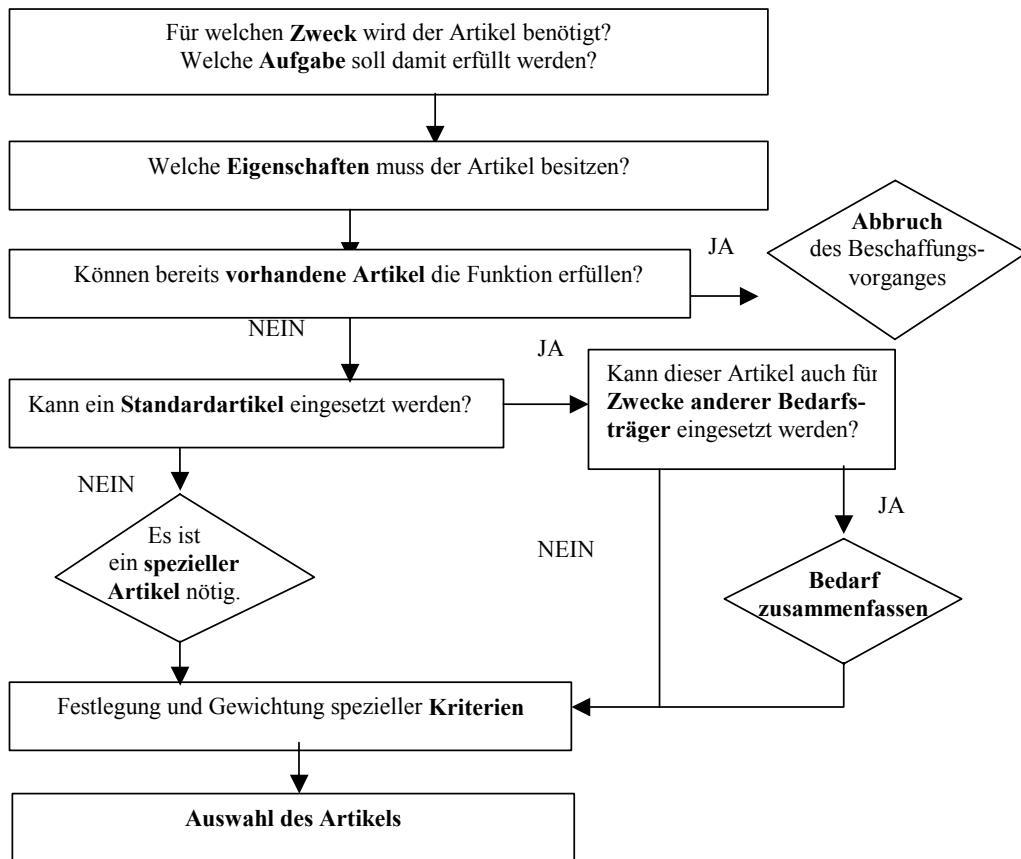 Für welchen Zweck wird der Artikel benötigt?
Welche Aufgabe soll damit erfüllt werden?
Welche Eigenschaften muss der Artikel besitzen?
Können bereits vorhandene Artikel die Funktion erfüllen?
JA
Abbruch
des Beschaffungs-
vorganges
NEIN
Kann ein Standardartikel eingesetzt werden?
JA
Kann dieser Artikel auch für
Zwecke anderer Bedarfs-
träger eingesetzt werden?
NEIN
Es ist
ein spezieller
Artikel nötig.
NEIN
JA
Bedarf
zusammenfassen
Festlegung und Gewichtung spezieller Kriterien
Auswahl des Artikels